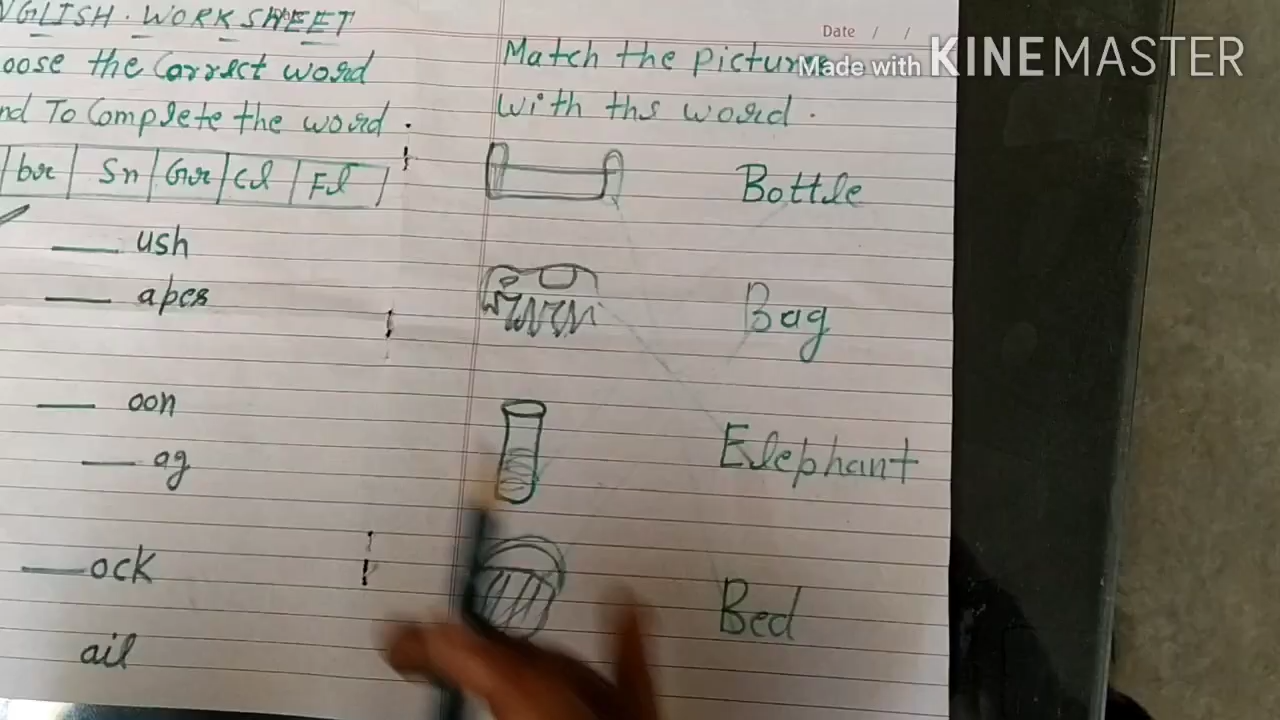 NGLISH. WORKSHEET
oose the Correct word
nd To Complete the word.
br Sn Gr Cl Fl
ush
apes
oon
og
ock
ail
Date / /
Match the picture
with ths word.
Bottle
Bag
Elephant
Bed
Made with KINEMASTER